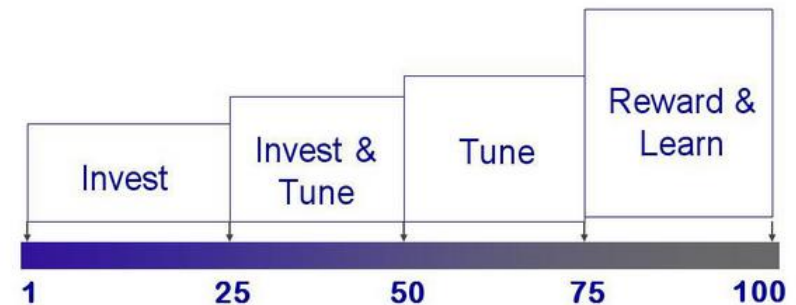 Invest
Invest &
Tune
Tune
Reward &
Learn
1 25 50 75 100